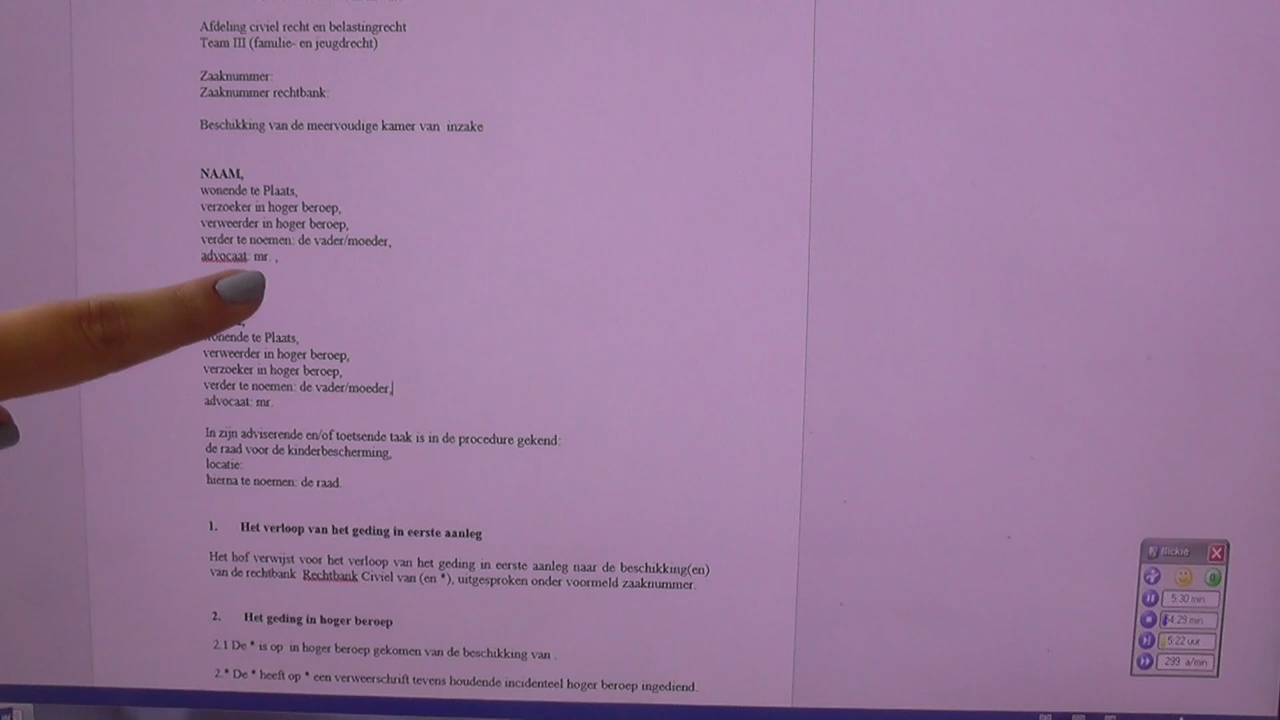 Afdeling civiel recht en belastingrecht
Team III (familie- en jeugdrecht)
Zaaknummer:
Zaaknummer rechtbank:
Beschikking van de meervoudige kamer van inzake
NAAM,
wonende te Plaats,
verzoeker in hoger beroep,
verweerder in hoger beroep,
verder te noemen: de vader/moeder,
advocaat: mr. ,
wonende te Plaats,
verweerder in hoger beroep,
verzoeker in hoger beroep,
verder te noemen: de vader/moeder,
advocaat: mr.
In zijn adviserende en/of toetsende taak is in de procedure gekend:
de raad voor de kinderbescherming,
locatie:
hierna te noemen: de raad.
1. Het verloop van het geding in eerste aanleg
Het hof verwijst voor het verloop van het geding in eerste aanleg naar de beschikking(en)
van de rechtbank Rechtbank Civiel van (en *), uitgesproken onder voormeld zaaknummer.
2. Het geding in hoger beroep
2.1 De * is op in hoger beroep gekomen van de beschikking van .
2.* De * heeft op * een verweerschrift tevens houdende incidenteel hoger beroep ingediend.
5:30 min
4:29 min
5:22 uur
299 a/min